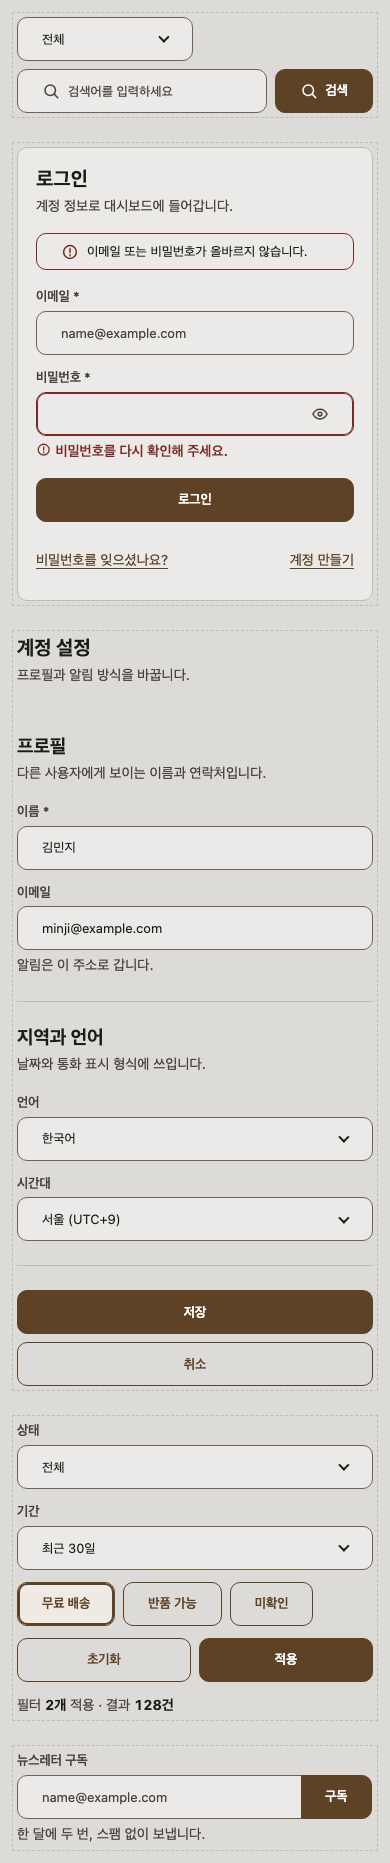 전체
검색어를 입력하세요
검색
로그인
계정 정보로 대시보드에 들어갑니다.
이메일 또는 비밀번호가 올바르지 않습니다.
이메일 *
name@example.com
비밀번호 *
비밀번호를 다시 확인해 주세요.
로그인
비밀번호를 잊으셨나요?
계정 만들기
계정 설정
프로필과 알림 방식을 바꿉니다.
프로필
다른 사용자에게 보이는 이름과 연락처입니다.
이름 *
김민지
이메일
minji@example.com
알림은 이 주소로 갑니다.
지역과 언어
날짜와 통화 표시 형식에 쓰입니다.
언어
한국어
시간대
서울 (UTC+9)
저장
취소
상태
전체
기간
최근 30일
무료 배송
반품 가능
미확인
초기화
적용
필터 2개 적용 · 결과 128건
뉴스레터 구독
name@example.com
구독
한 달에 두 번, 스팸 없이 보냅니다.